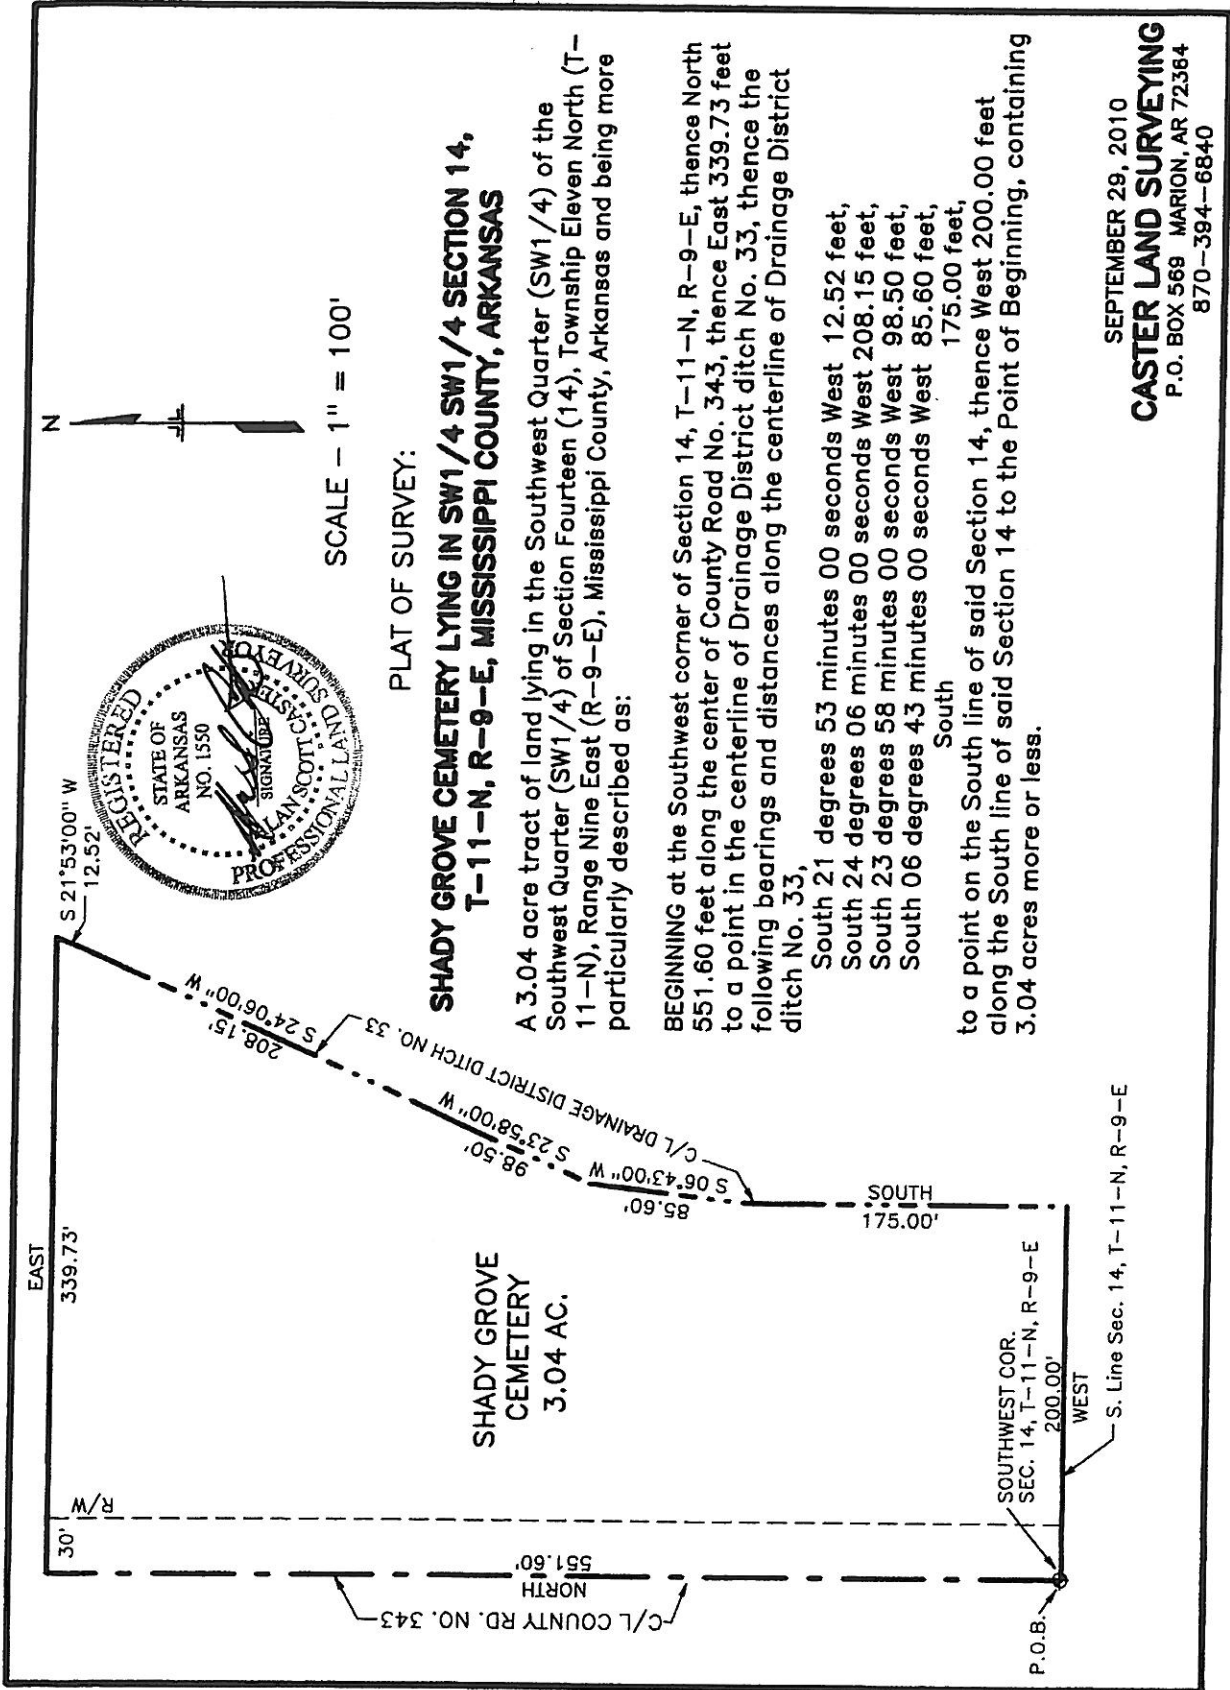 N
SCALE – 1" = 100'
REGISTERED
STATE OF
ARKANSAS
NO. 1550
SIGNATURE
ALAN SCOTT CASTER
PROFESSIONAL LAND SURVEYOR
PLAT OF SURVEY:
SHADY GROVE CEMETERY LYING IN SW1/4 SW1/4 SECTION 14,
T–11–N, R–9–E, MISSISSIPPI COUNTY, ARKANSAS
A 3.04 acre tract of land lying in the Southwest Quarter (SW1/4) of the
Southwest Quarter (SW1/4) of Section Fourteen (14), Township Eleven North (T–
11–N), Range Nine East (R–9–E), Mississippi County, Arkansas and being more
particularly described as:
BEGINNING at the Southwest corner of Section 14, T–11–N, R–9–E, thence North
551.60 feet along the center of County Road No. 343, thence East 339.73 feet
to a point in the centerline of Drainage District ditch No. 33, thence the
following bearings and distances along the centerline of Drainage District
ditch No. 33,
South 21 degrees 53 minutes 00 seconds West 12.52 feet,
South 24 degrees 06 minutes 00 seconds West 208.15 feet,
South 23 degrees 58 minutes 00 seconds West 98.50 feet,
South 06 degrees 43 minutes 00 seconds West 85.60 feet,
South 175.00 feet,
to a point on the South line of said Section 14, thence West 200.00 feet
along the South line of said Section 14 to the Point of Beginning, containing
3.04 acres more or less.
SEPTEMBER 29, 2010
CASTER LAND SURVEYING
P.O. BOX 569 MARION, AR 72364
870–394–6840
EAST
339.73'
S 21°53'00" W
12.52'
30'
R/W
S 24°06'00" W
208.15'
C/L DRAINAGE DISTRICT DITCH NO. 33
S 23°58'00" W
98.50'
S 06°43'00" W
85.60'
SOUTH
175.00'
SHADY GROVE
CEMETERY
3.04 AC.
C/L COUNTY RD. NO. 343
NORTH
551.60'
SOUTHWEST COR.
SEC. 14, T–11–N, R–9–E
200.00'
WEST
P.O.B.
S. Line Sec. 14, T–11–N, R–9–E